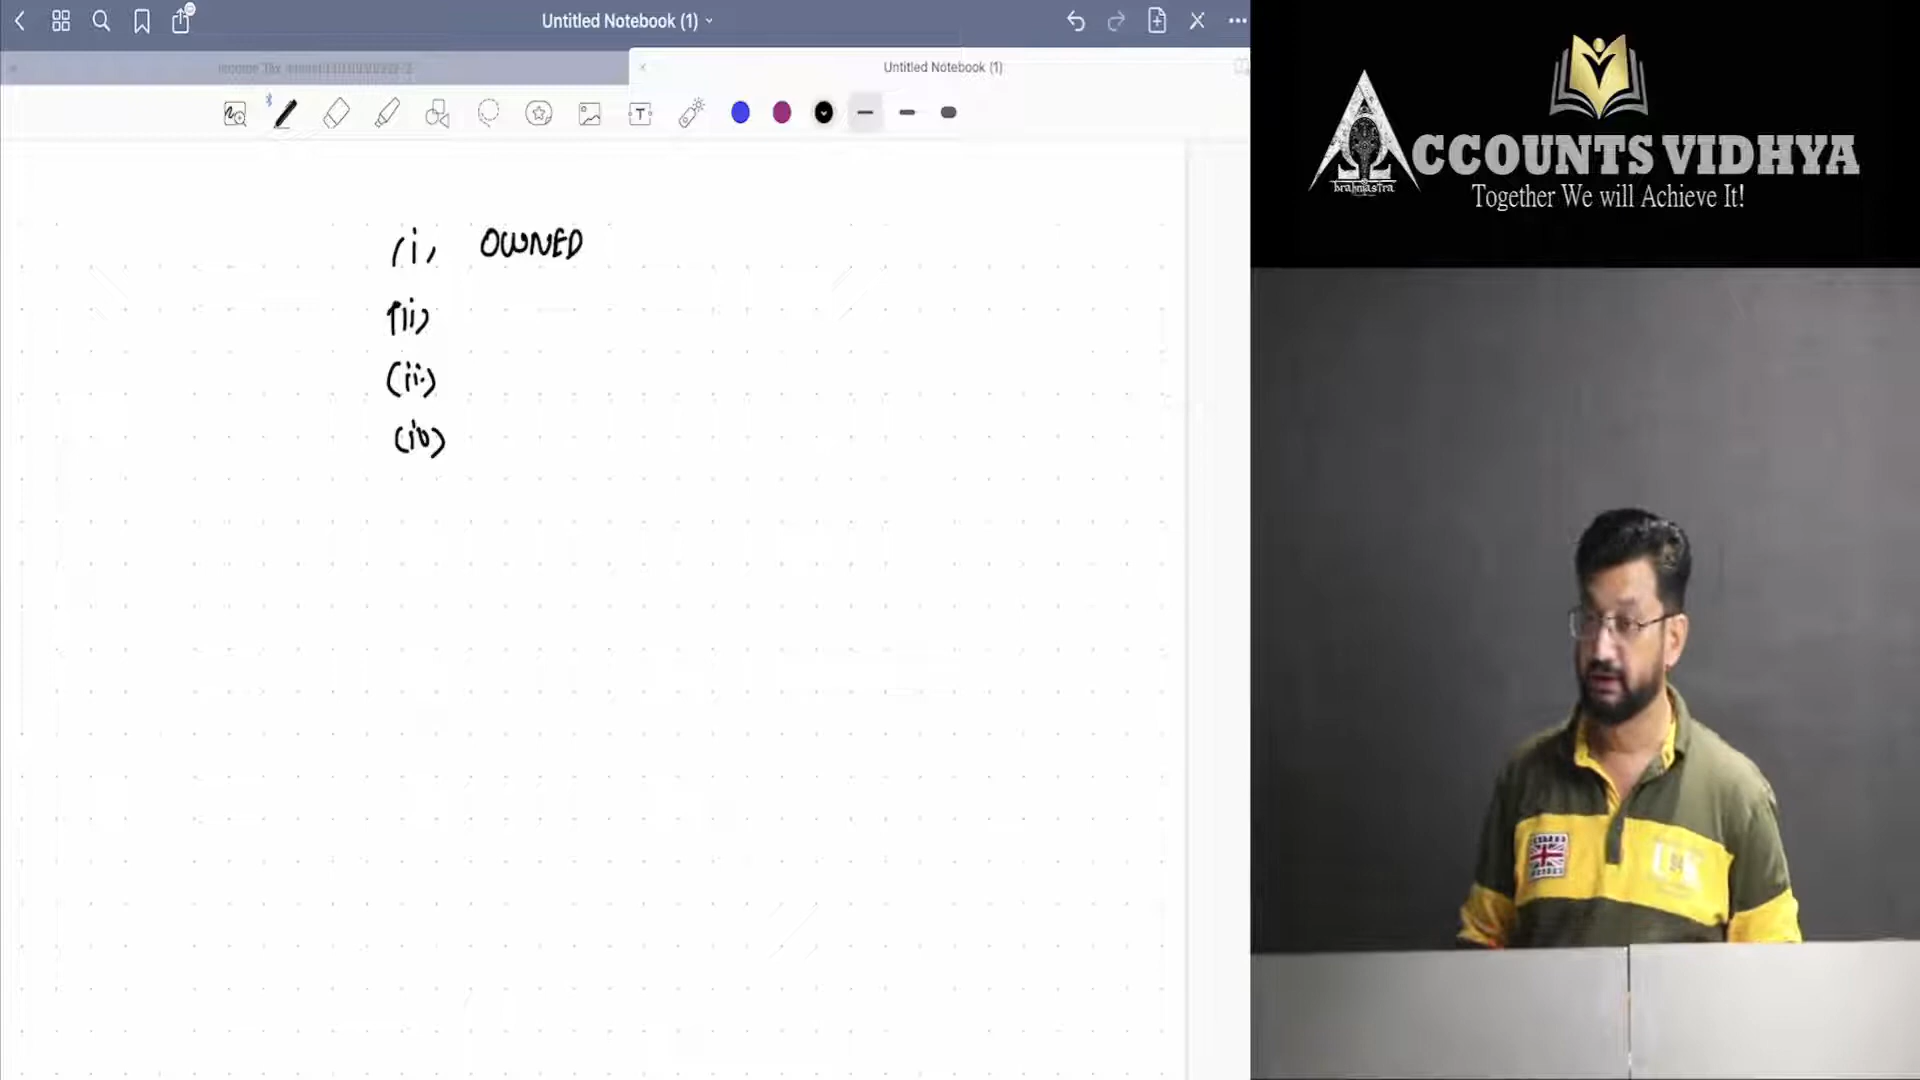 Untitled Notebook (1)
Untitled Notebook (1)
T
(i) OWNED
(ii)
(iii)
(iv)
ACCOUNTS VIDHYA
brahmastra
Together We will Achieve It!